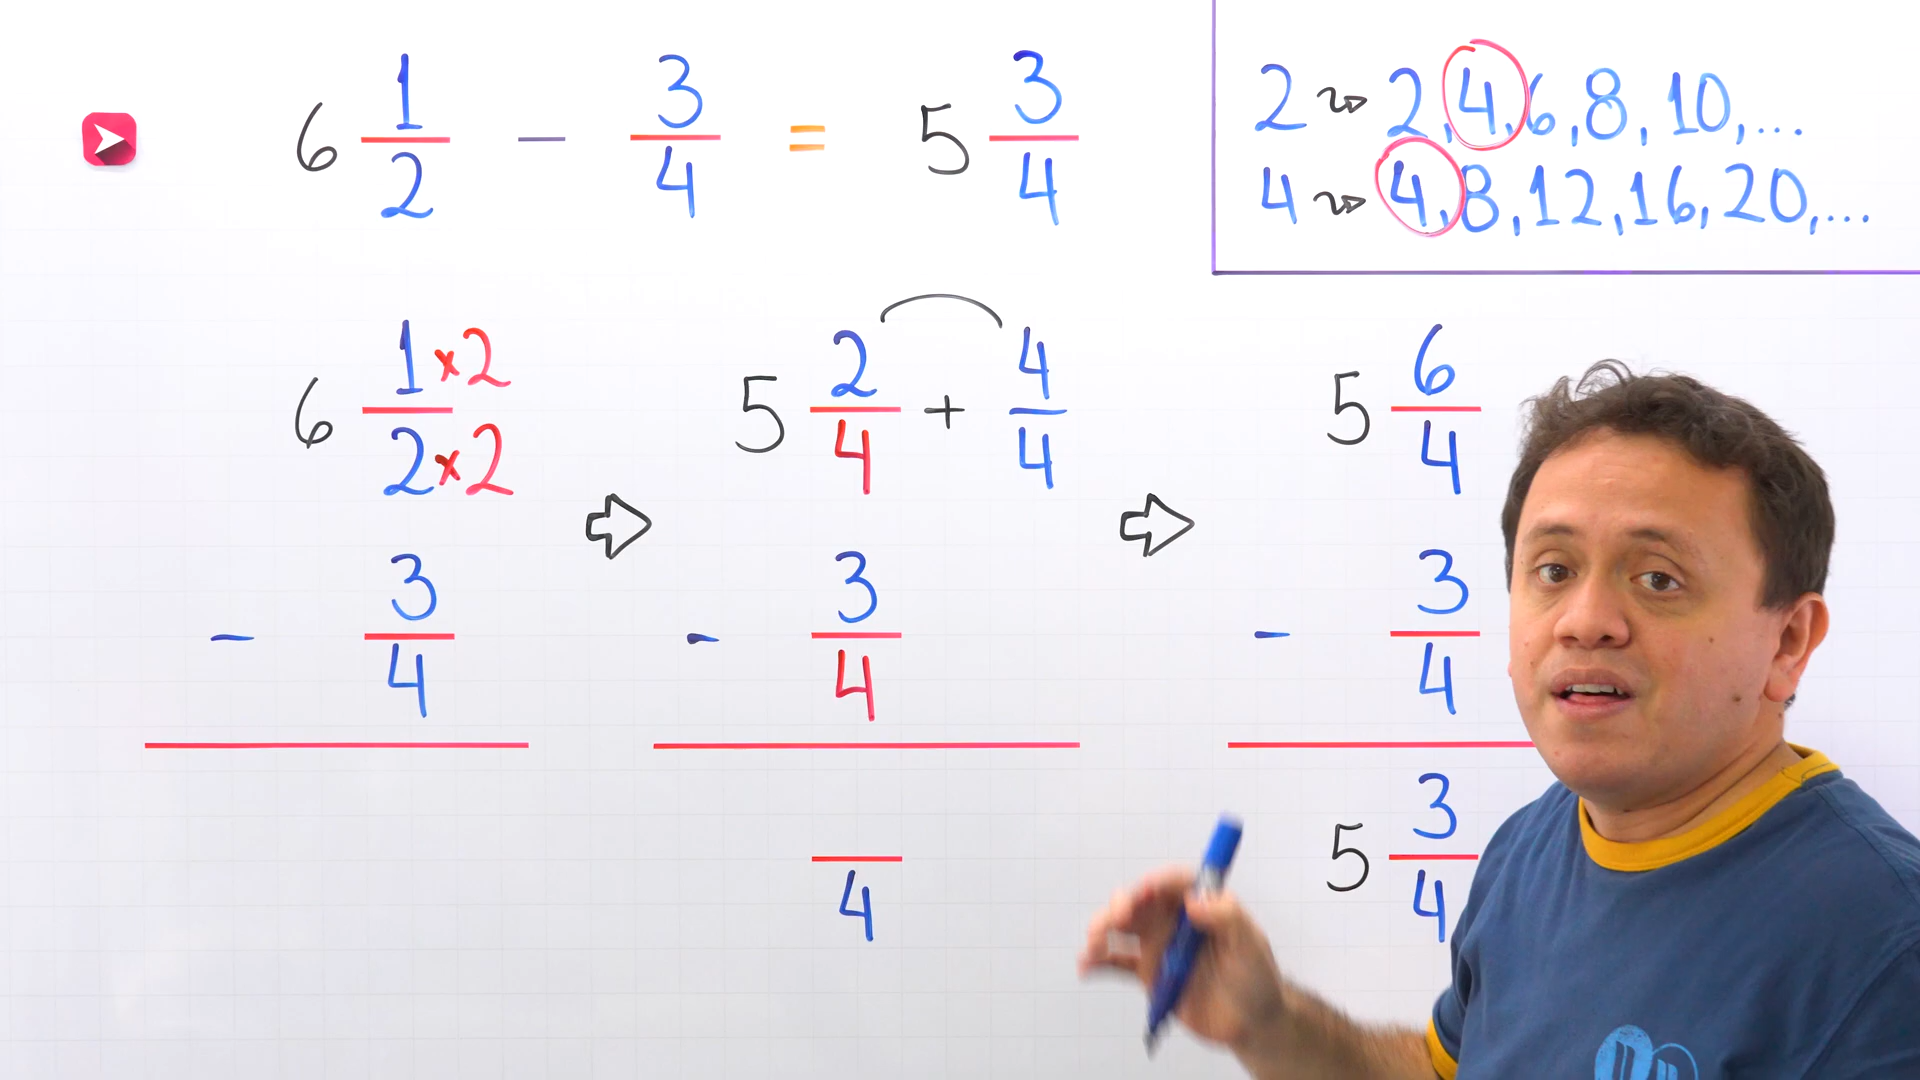 6 1/2 − 3/4 = 5 3/4
2 ⇝ 2, 4, 6, 8, 10, ...
4 ⇝ 4, 8, 12, 16, 20, ...
6 1×2/2×2 ⇨ 5 2/4 + 4/4 ⇨ 5 6/4
- 3/4 - 3/4 - 3/4
/4 5 3/4